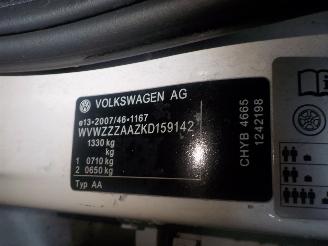 VOLKSWAGEN AG
e13*2007/46*1167
WVWZZZAAZKD159142
1330 kg
kg
1 0710 kg
2 0650 kg
Typ AA
CHYB 4665
1242198